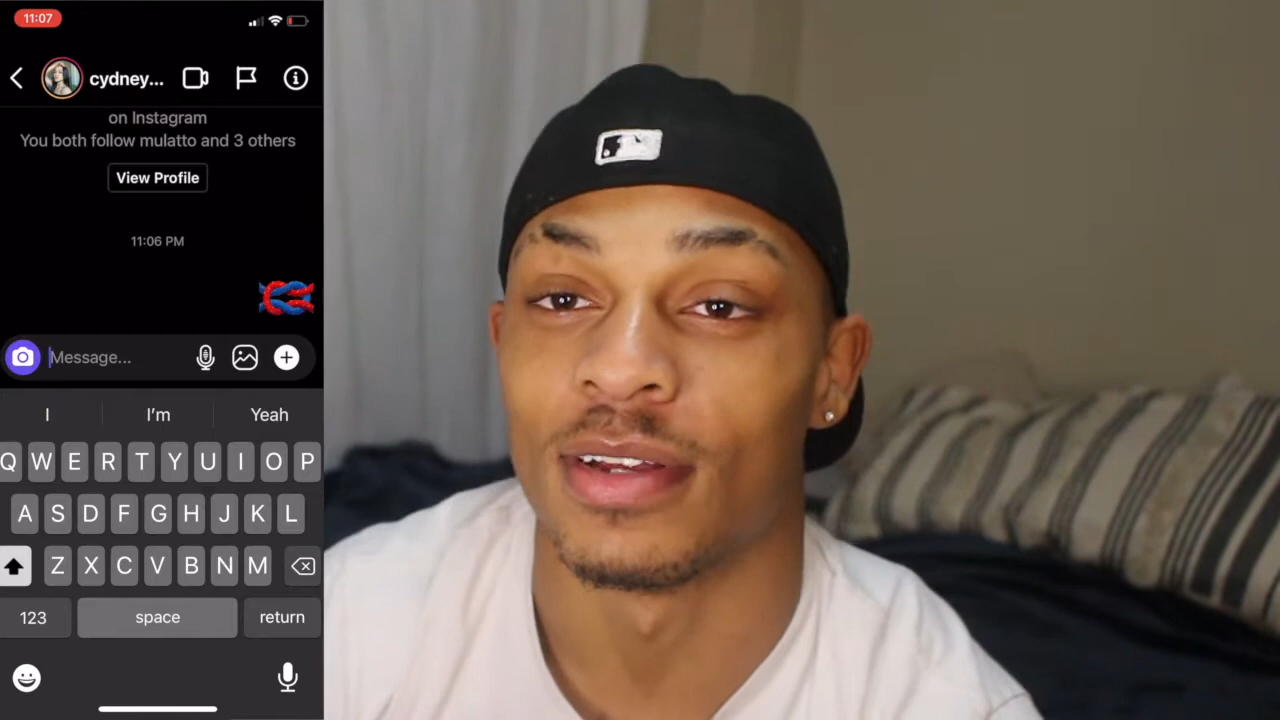 11:07
cydney...
on Instagram
You both follow mulatto and 3 others
View Profile
11:06 PM
Message...
I I'm Yeah
Q W E R T Y U I O P
A S D F G H J K L
Z X C V B N M
123 space return